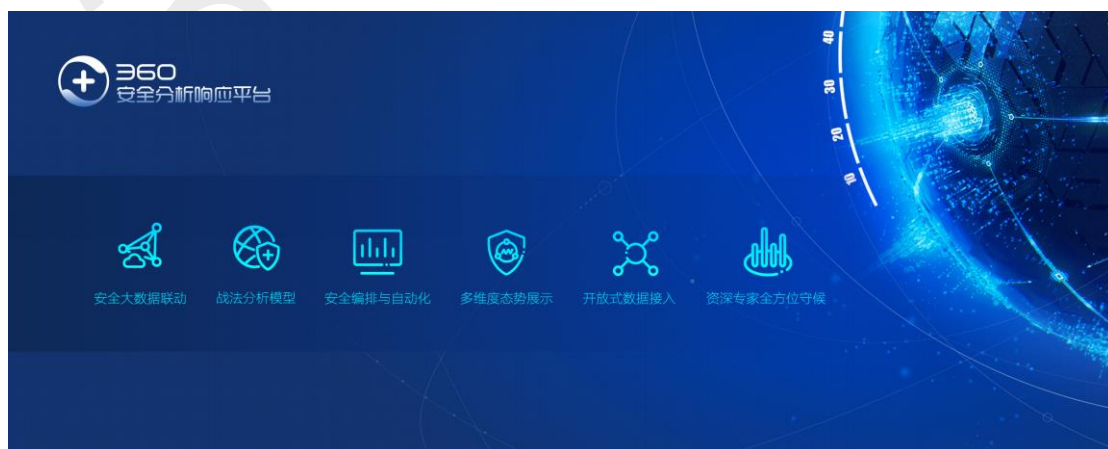 360
安全分析响应平台
40
30
20
10
安全大数据联动
战法分析模型
安全编排与自动化
多维度态势展示
开放式数据接入
资深专家全方位守候